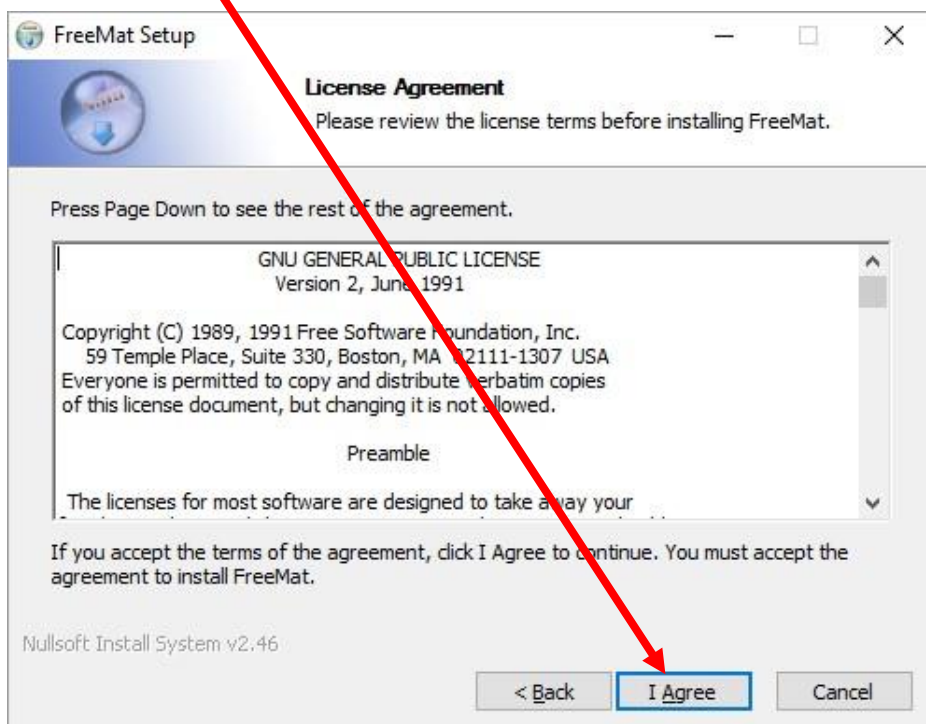 FreeMat Setup
License Agreement
Please review the license terms before installing FreeMat.
Press Page Down to see the rest of the agreement.
GNU GENERAL PUBLIC LICENSE
Version 2, June 1991
Copyright (C) 1989, 1991 Free Software Foundation, Inc.
59 Temple Place, Suite 330, Boston, MA 02111-1307 USA
Everyone is permitted to copy and distribute verbatim copies
of this license document, but changing it is not allowed.
Preamble
The licenses for most software are designed to take away your
If you accept the terms of the agreement, click I Agree to continue. You must accept the
agreement to install FreeMat.
Nullsoft Install System v2.46
< Back I Agree Cancel